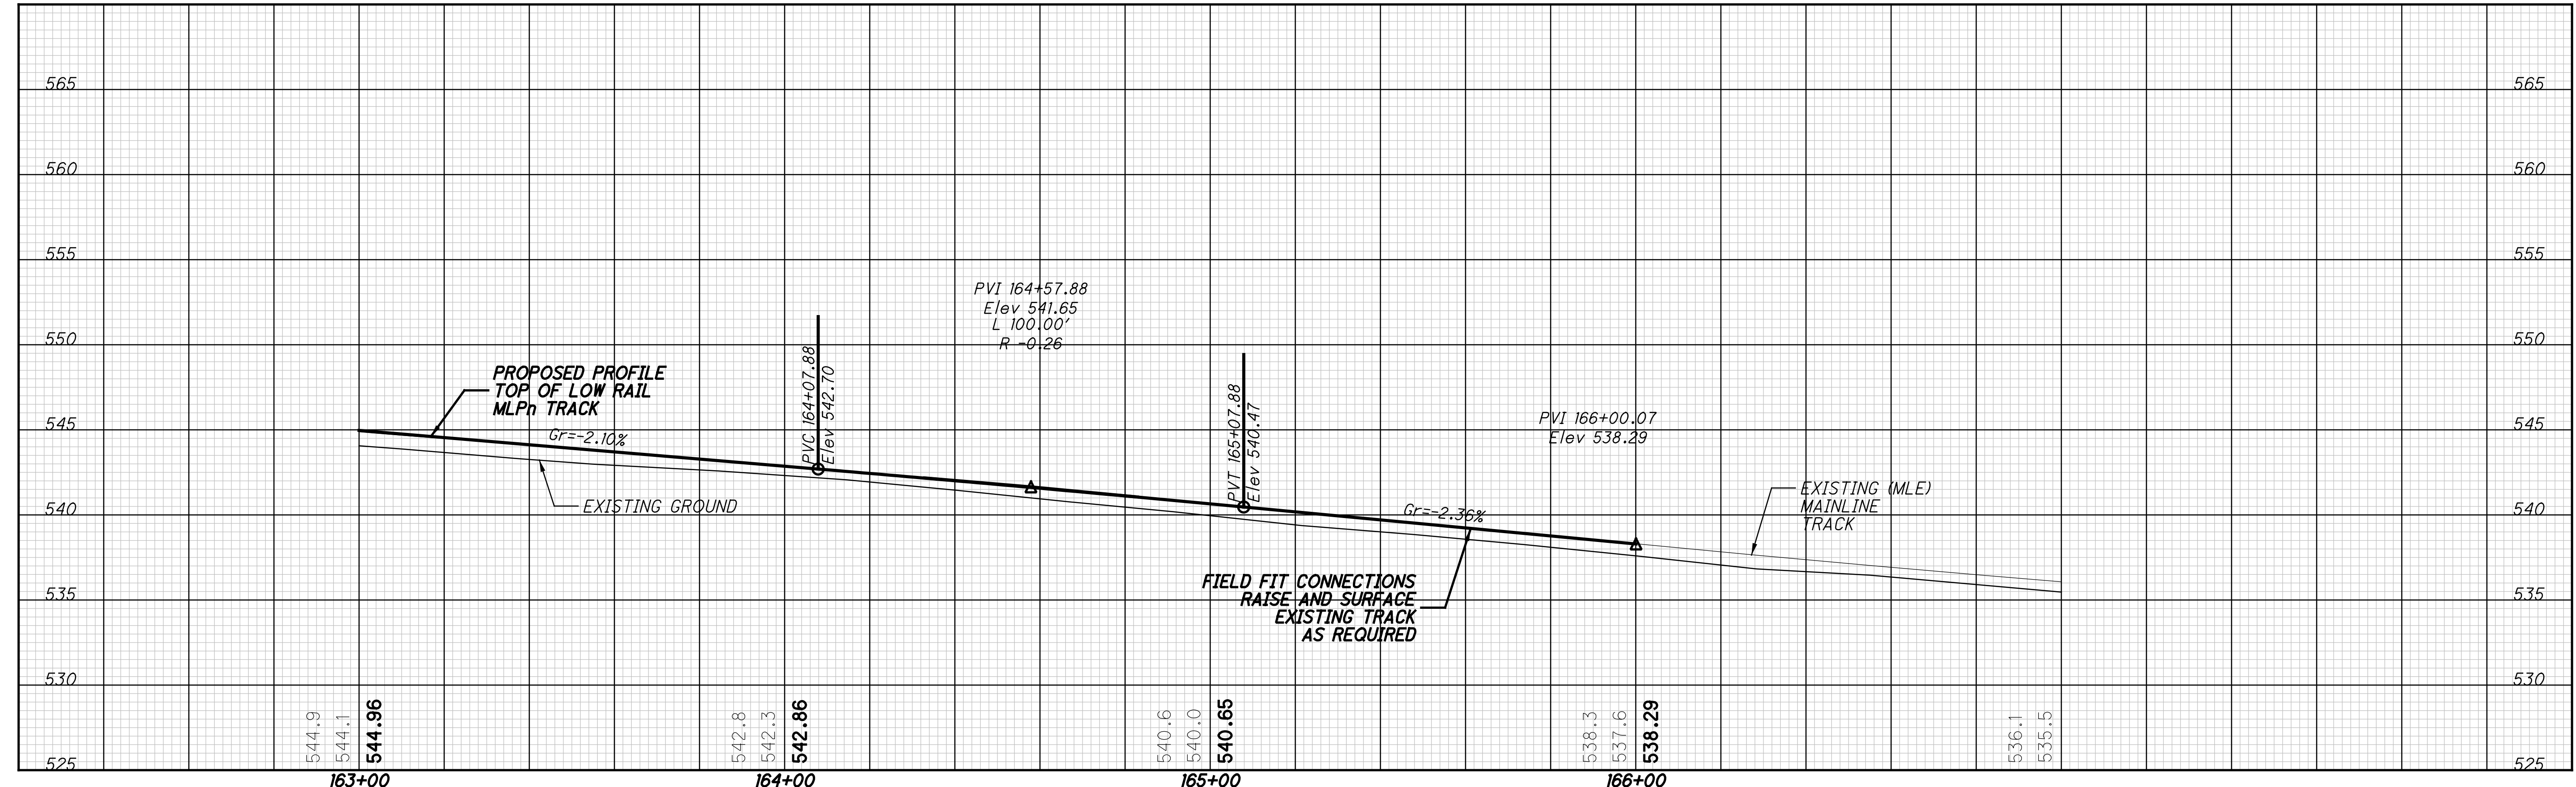 565
565
560
560
555
555
PVI 164+57.88
Elev 541.65
L 100.00'
R -0.26
550
550
PROPOSED PROFILE
TOP OF LOW RAIL
MLPn TRACK
PVC 164+07.88
Elev 542.70
PVT 165+07.88
Elev 540.47
PVI 166+00.07
Elev 538.29
545
545
Gr=-2.10%
EXISTING GROUND
EXISTING (MLE)
MAINLINE
TRACK
540
540
Gr=-2.36%
FIELD FIT CONNECTIONS
RAISE AND SURFACE
EXISTING TRACK
AS REQUIRED
535
535
530
530
544.9
544.1
544.96
542.8
542.3
542.86
540.6
540.0
540.65
538.3
537.6
538.29
536.1
535.5
525
525
163+00
164+00
165+00
166+00